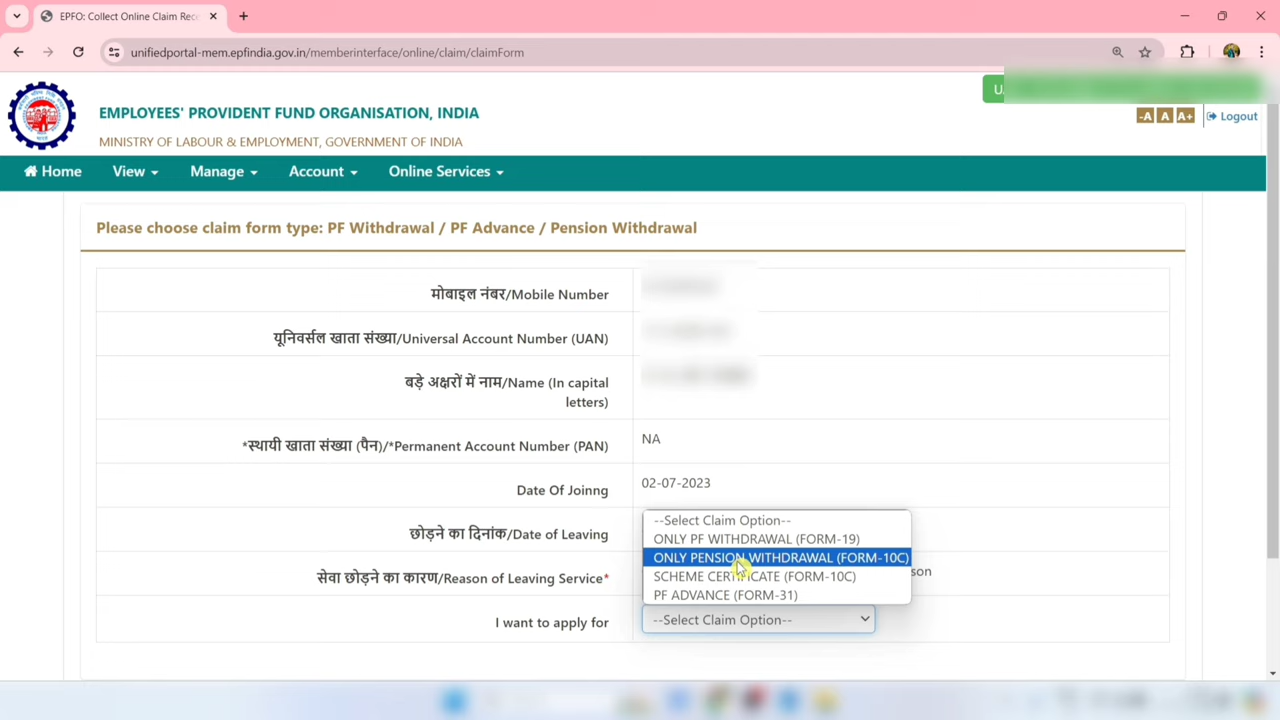 EPFO: Collect Online Claim Rece
unifiedportal-mem.epfindia.gov.in/memberinterface/online/claim/claimForm
U
EMPLOYEES' PROVIDENT FUND ORGANISATION, INDIA
MINISTRY OF LABOUR & EMPLOYMENT, GOVERNMENT OF INDIA
-A A A+ Logout
Home View Manage Account Online Services
Please choose claim form type: PF Withdrawal / PF Advance / Pension Withdrawal
मोबाइल नंबर/Mobile Number
यूनिवर्सल खाता संख्या/Universal Account Number (UAN)
बड़े अक्षरों में नाम/Name (In capital
letters)
*स्थायी खाता संख्या (पैन)/*Permanent Account Number (PAN) NA
Date Of Joinng 02-07-2023
छोड़ने का दिनांक/Date of Leaving
सेवा छोड़ने का कारण/Reason of Leaving Service* son
--Select Claim Option--
ONLY PF WITHDRAWAL (FORM-19)
ONLY PENSION WITHDRAWAL (FORM-10C)
SCHEME CERTIFICATE (FORM-10C)
PF ADVANCE (FORM-31)
I want to apply for --Select Claim Option--